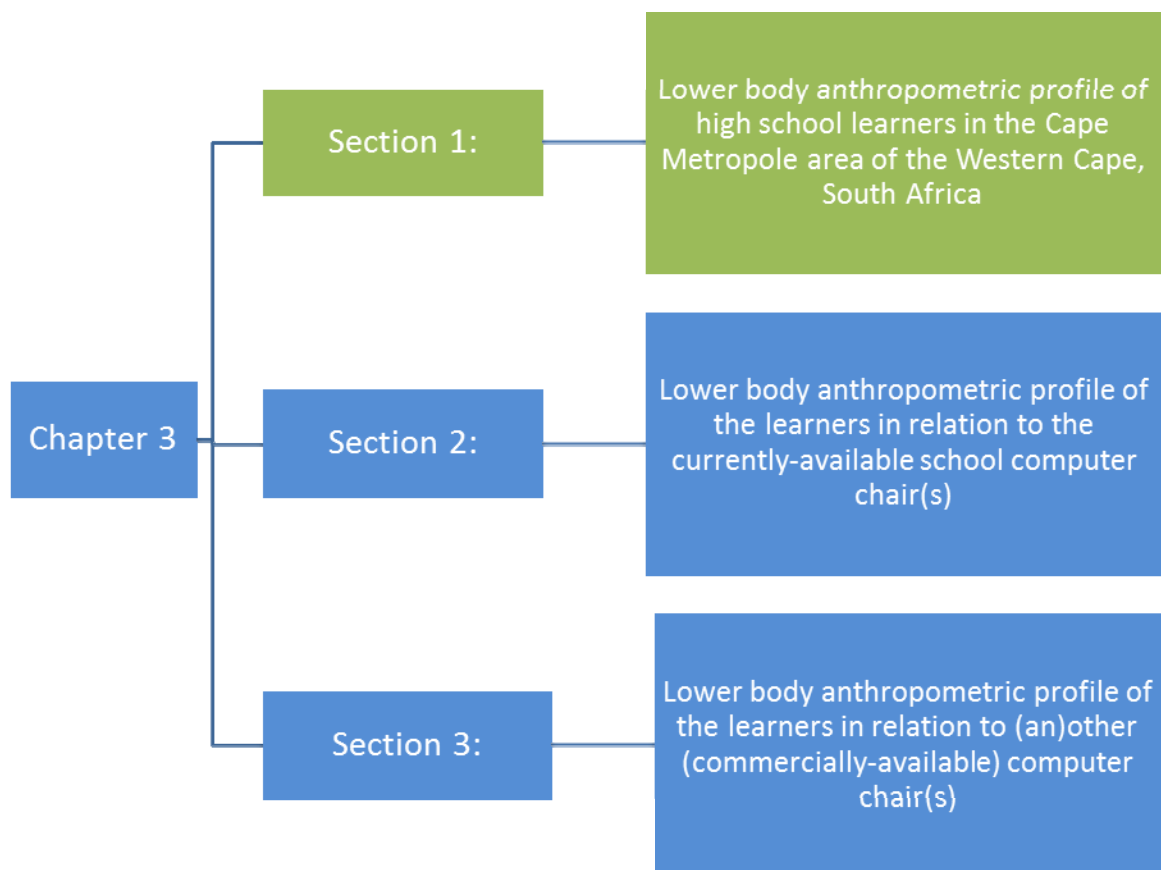 Chapter 3
Section 1:
Lower body anthropometric profile of
high school learners in the Cape
Metropole area of the Western Cape,
South Africa
Section 2:
Lower body anthropometric profile of
the learners in relation to the
currently-available school computer
chair(s)
Section 3:
Lower body anthropometric profile of
the learners in relation to (an)other
(commercially-available) computer
chair(s)